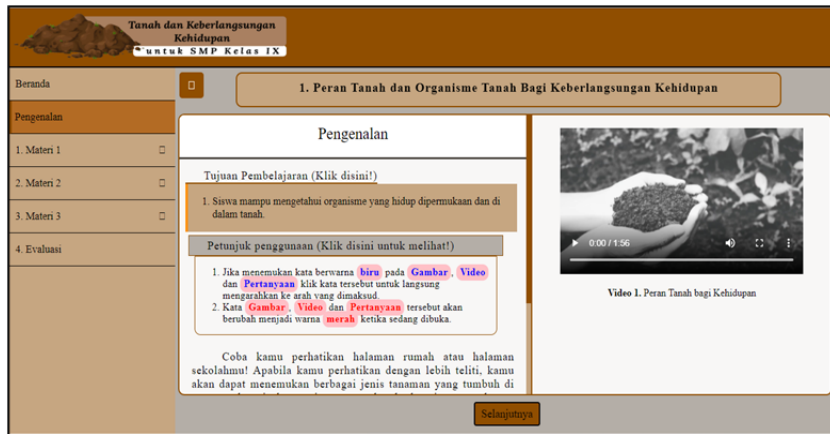 Tanah dan Keberlangsungan
Kehidupan
untuk SMP Kelas IX
Beranda
Pengenalan
1. Materi 1
2. Materi 2
3. Materi 3
4. Evaluasi
1. Peran Tanah dan Organisme Tanah Bagi Keberlangsungan Kehidupan
Pengenalan
Tujuan Pembelajaran (Klik disini!)
1. Siswa mampu mengetahui organisme yang hidup dipermukaan dan di
dalam tanah.
Petunjuk penggunaan (Klik disini untuk melihat!)
1. Jika menemukan kata berwarna biru pada Gambar, Video
dan Pertanyaan klik kata tersebut untuk langsung
mengarahkan ke arah yang dimaksud.
2. Kata Gambar, Video dan Pertanyaan tersebut akan
berubah menjadi warna merah ketika sedang dibuka.
Coba kamu perhatikan halaman rumah atau halaman
sekolahmu! Apabila kamu perhatikan dengan lebih teliti, kamu
akan dapat menemukan berbagai jenis tanaman yang tumbuh di
0:00 / 1:56
Video 1. Peran Tanah bagi Kehidupan
Selanjutnya